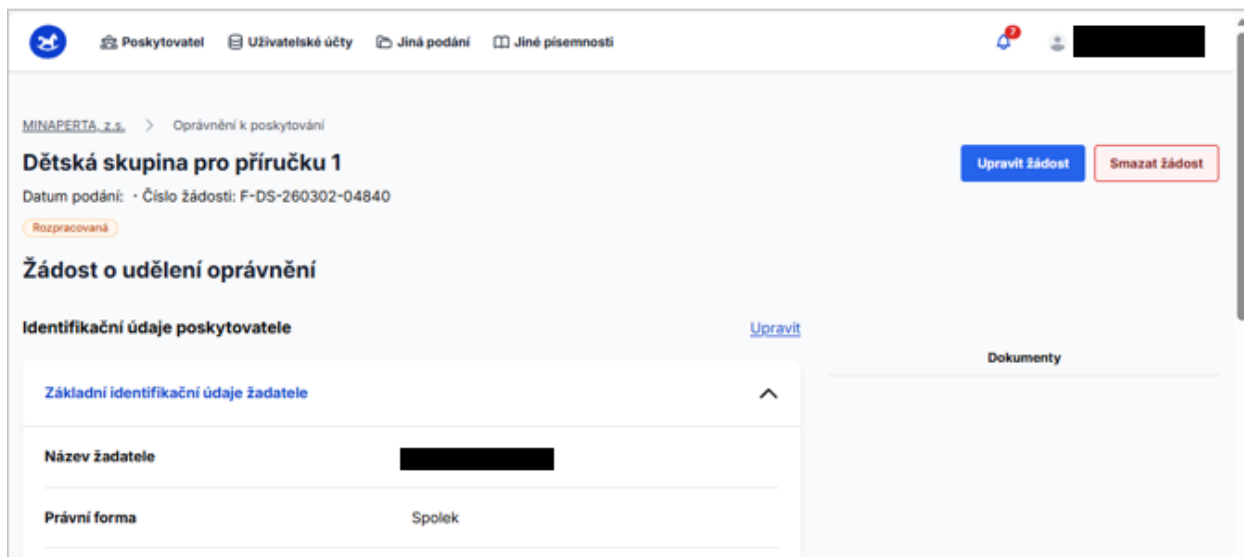 Poskytovatel Uživatelské účty Jiná podání Jiné písemnosti 7
MINAPERTA, z.s. > Oprávnění k poskytování
Dětská skupina pro příručku 1
Upravit žádost Smazat žádost
Datum podání: · Číslo žádosti: F-DS-260302-04840
Rozpracovaná
Žádost o udělení oprávnění
Identifikační údaje poskytovatele Upravit
Dokumenty
Základní identifikační údaje žadatele
Název žadatele
Právní forma Spolek